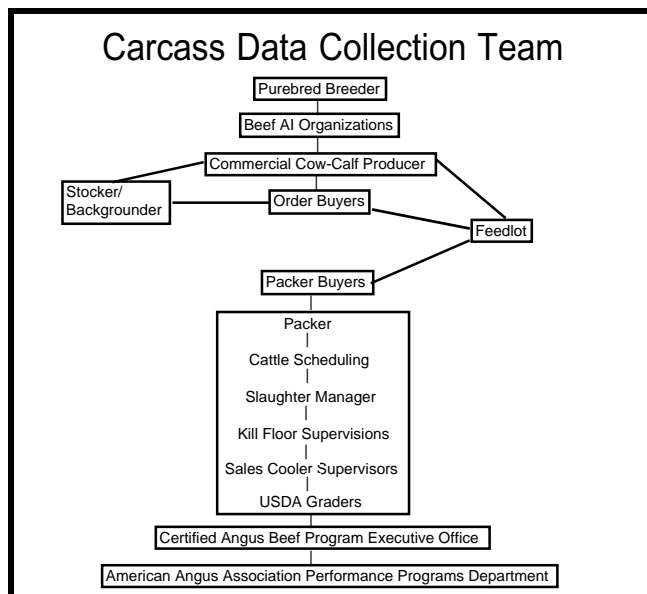 Carcass Data Collection Team
Purebred Breeder
Beef AI Organizations
Commercial Cow-Calf Producer
Stocker/
Backgrounder
Order Buyers
Feedlot
Packer Buyers
Packer
Cattle Scheduling
Slaughter Manager
Kill Floor Supervisions
Sales Cooler Supervisors
USDA Graders
Certified Angus Beef Program Executive Office
American Angus Association Performance Programs Department